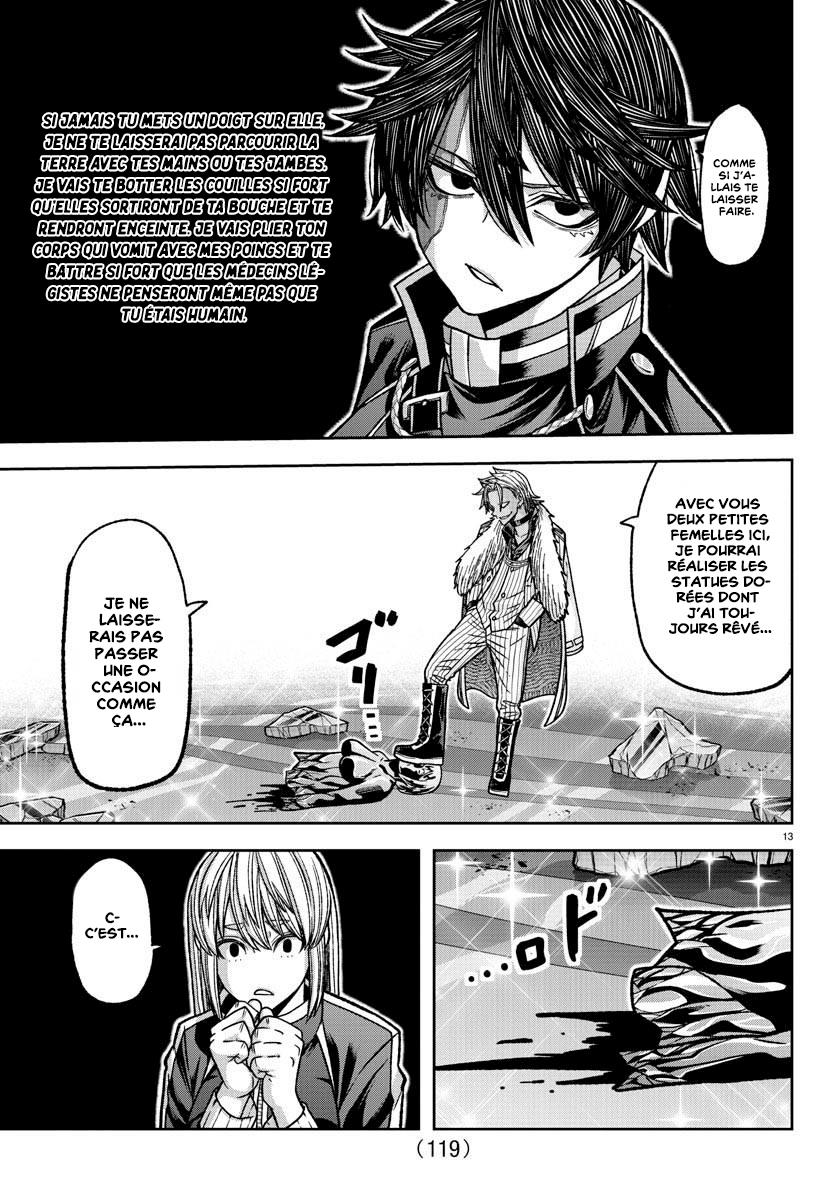 COMME
SI J'A-
LLAIS TE
LAISSER
FAIRE.
SI JAMAIS TU METS UN DOIGT SUR ELLE,
JE NE TE LAISSERAI PAS PARCOURIR LA
TERRE AVEC TES MAINS OU TES JAMBES.
JE VAIS TE BOTTER LES COUILLES SI FORT
QU'ELLES SORTIRONT DE TA BOUCHE ET TE
RENDRONT ENCEINTE. JE VAIS PLIER TON
CORPS QUI VOMIT AVEC MES POINGS ET TE
BATTRE SI FORT QUE LES MÉDECINS LÉ-
GISTES NE PENSERONT MÊME PAS QUE
TU ÉTAIS HUMAIN.
AVEC VOUS
DEUX PETITES
FEMELLES ICI,
JE POURRAI
RÉALISER LES
STATUES DO-
RÉES DONT
J'AI TOU-
JOURS RÊVÉ...
ゴッ
JE NE
LAISSE-
RAIS PAS
PASSER
UNE O-
CCASION
COMME
ÇA...
13
ドロ...
C-
C'EST...
(119)